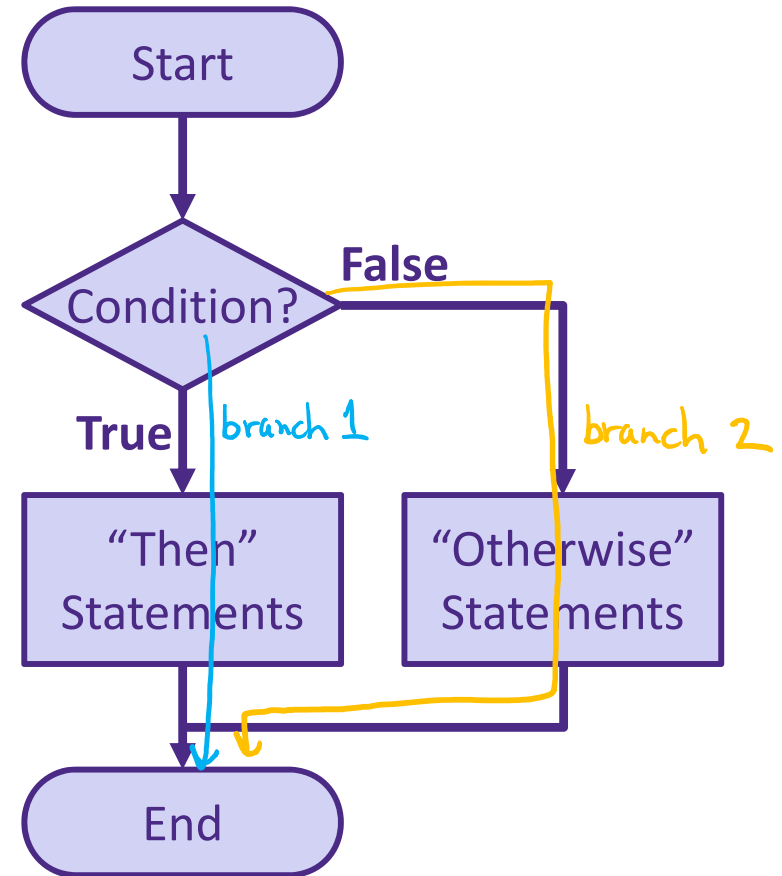 Start
False
Condition?
True
branch 1
branch 2
“Then”
Statements
“Otherwise”
Statements
End